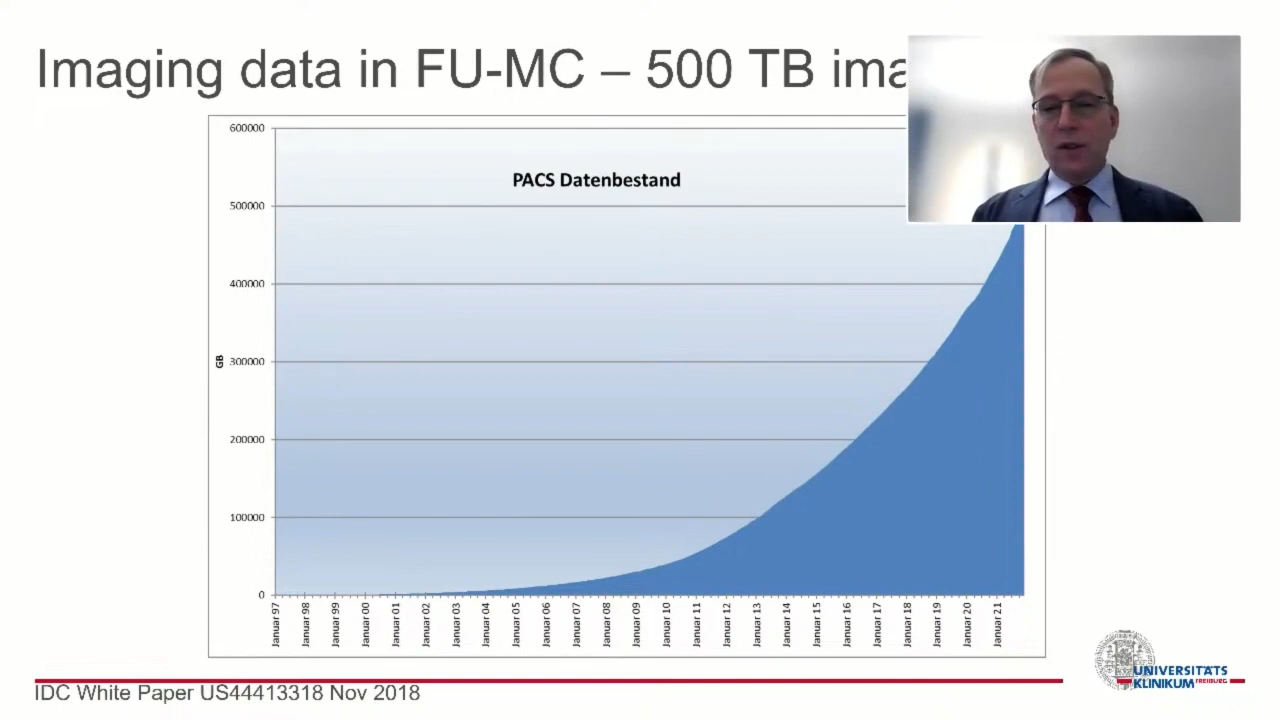 Imaging data in FU-MC – 500 TB ima
PACS Datenbestand
GB
600000
500000
400000
300000
200000
100000
0
Januar 97
Januar 98
Januar 99
Januar 00
Januar 01
Januar 02
Januar 03
Januar 04
Januar 05
Januar 06
Januar 07
Januar 08
Januar 09
Januar 10
Januar 11
Januar 12
Januar 13
Januar 14
Januar 15
Januar 16
Januar 17
Januar 18
Januar 19
Januar 20
Januar 21
IDC White Paper US44413318 Nov 2018
UNIVERSITÄTS
KLINIKUM FREIBURG